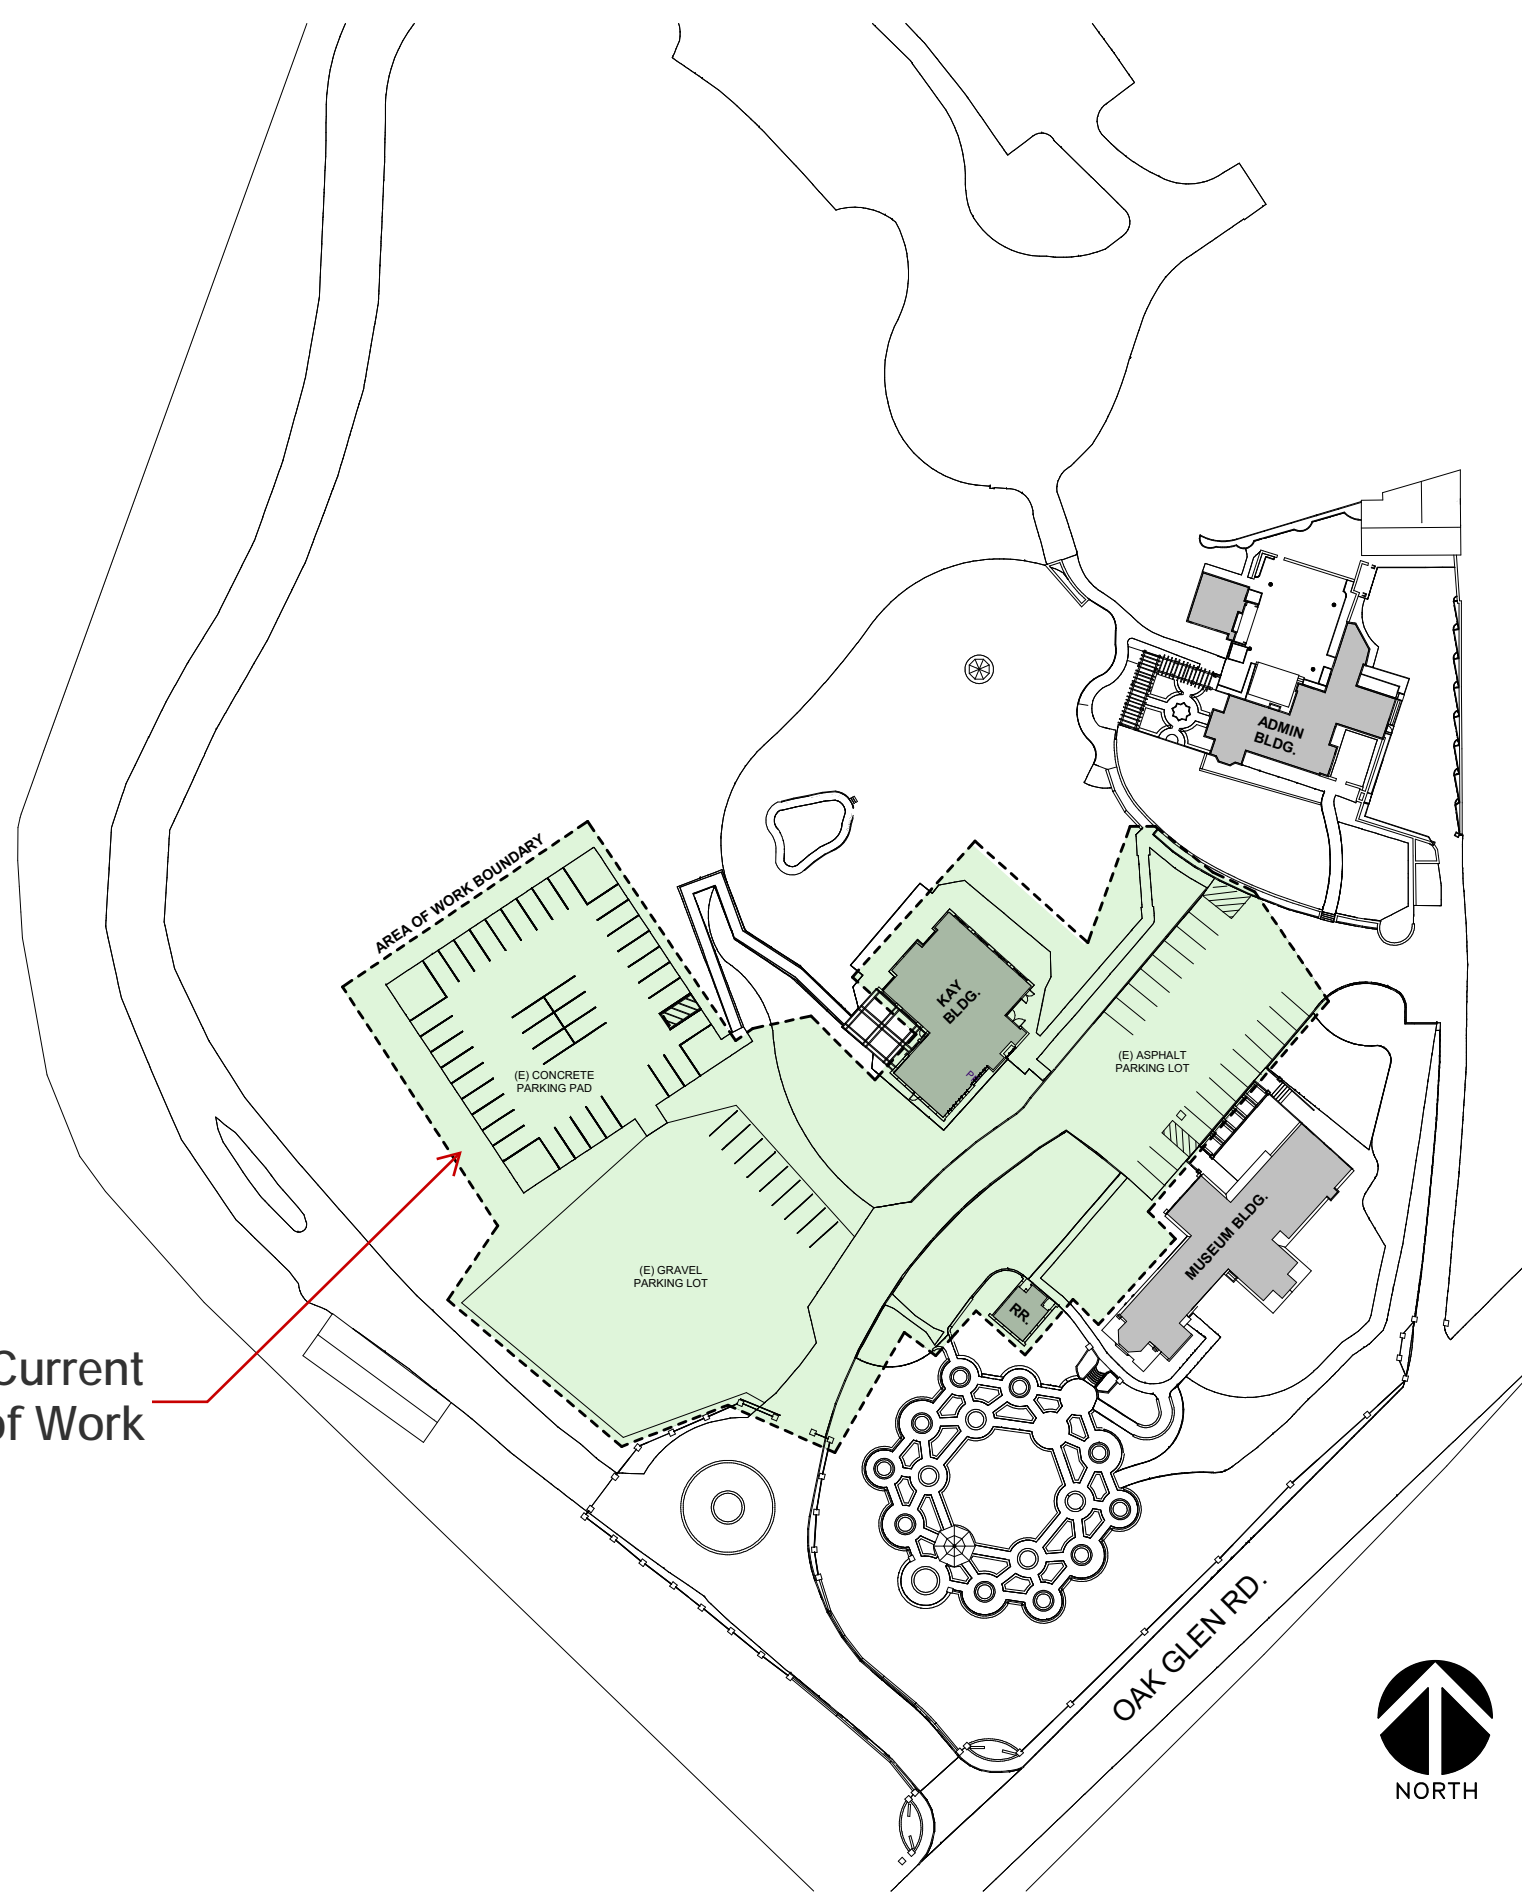 ADMIN
BLDG.
AREA OF WORK BOUNDARY
KAY
BLDG.
(E) ASPHALT
PARKING LOT
(E) CONCRETE
PARKING PAD
MUSEUM BLDG.
(E) GRAVEL
PARKING LOT
RR.
Current
of Work
OAK GLEN RD.
NORTH